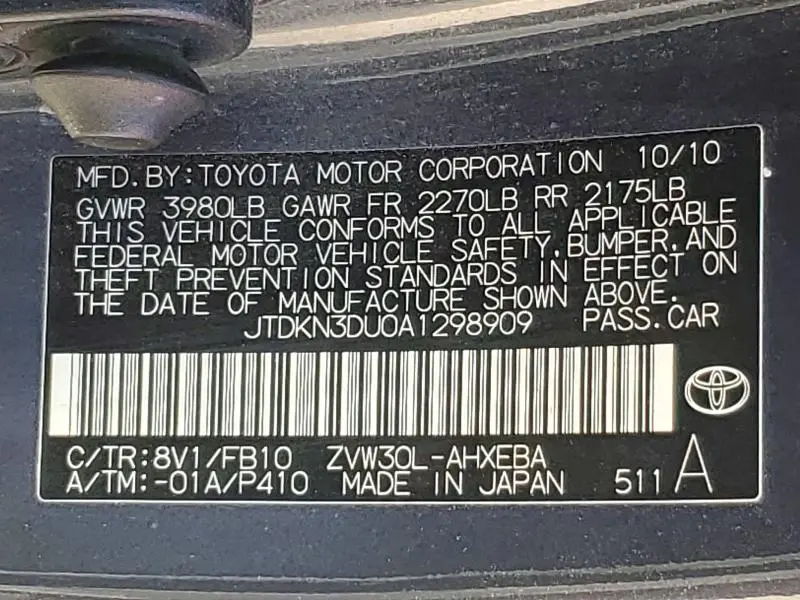 MFD. BY: TOYOTA MOTOR CORPORATION 10/10
GVWR 3980LB GAWR FR 2270LB RR 2175LB
THIS VEHICLE CONFORMS TO ALL APPLICABLE
FEDERAL MOTOR VEHICLE SAFETY, BUMPER, AND
THEFT PREVENTION STANDARDS IN EFFECT ON
THE DATE OF MANUFACTURE SHOWN ABOVE.
JTDKN3DU0A1298909 PASS. CAR
C/TR: 8V1/FB10 ZVW30L-AHXEBA
A/TM: -01A/P410 MADE IN JAPAN 511 A